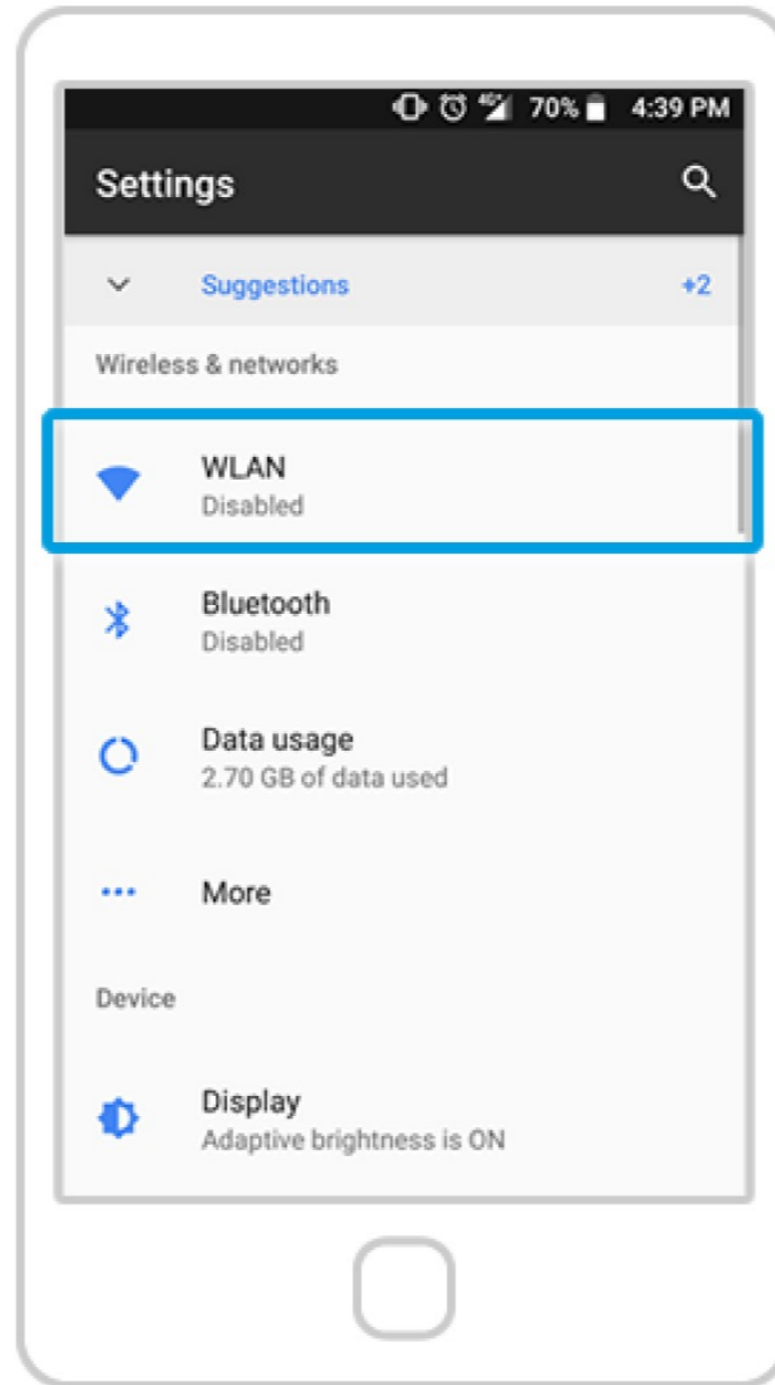 4G+ 70% 4:39 PM
Settings
Suggestions +2
Wireless & networks
WLAN
Disabled
Bluetooth
Disabled
Data usage
2.70 GB of data used
More
Device
Display
Adaptive brightness is ON